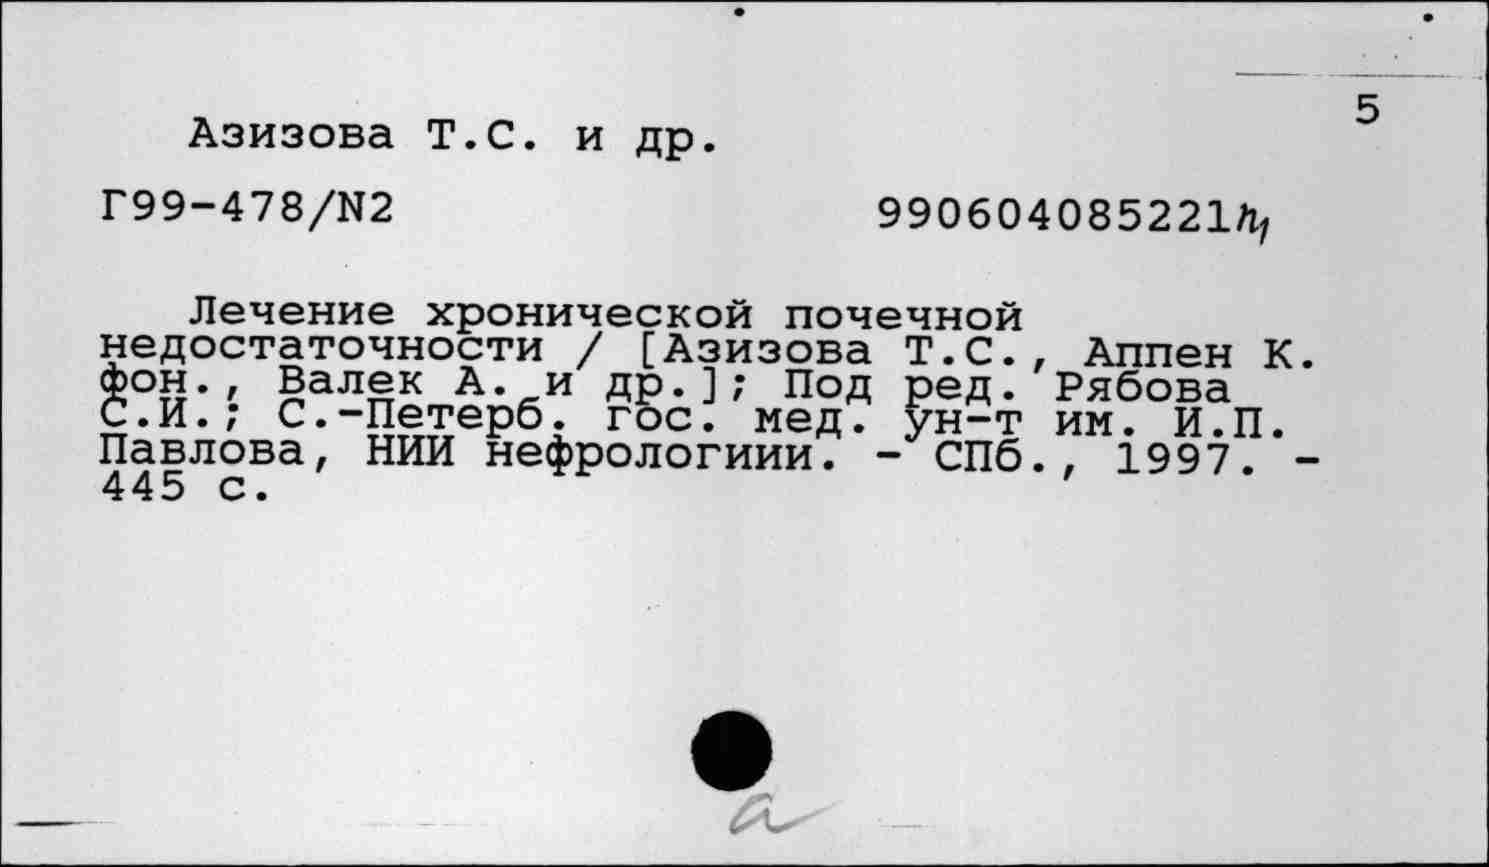 5
Азизова Т.С. и др.
Г99-478/N2 990604085221
Лечение хронической почечной
недостаточности / [Азизова Т.С., Аппен К.
фон., Валек А. и др.]; Под ред. Рябова
С.И.; С.-Петерб. гос. мед. ун-т им. И.П.
Павлова, НИИ нефрологиии. - СПб., 1997. -
445 с.
а